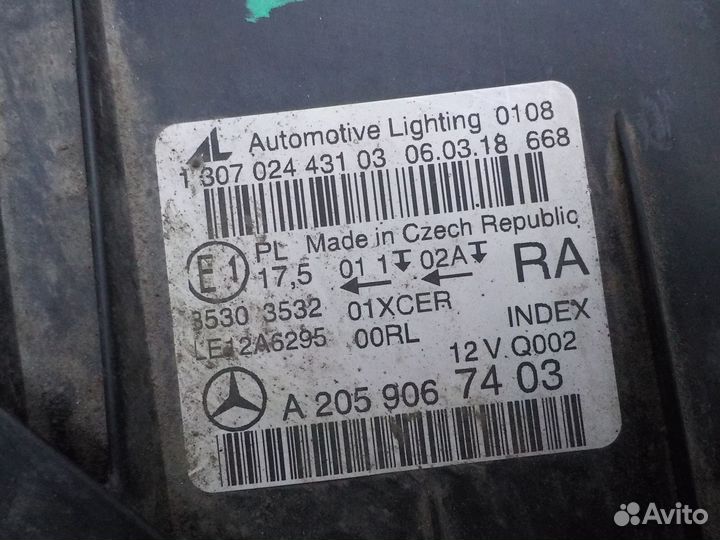 AL Automotive Lighting 0108
1 307 024 431 03 06.03.18 668
E1 PL Made in Czech Republic
17,5 01 1 02A RA
3530 3532 01XCER
LE12A6295 00RL INDEX
12 V Q002
A 205 906 74 03
Avito